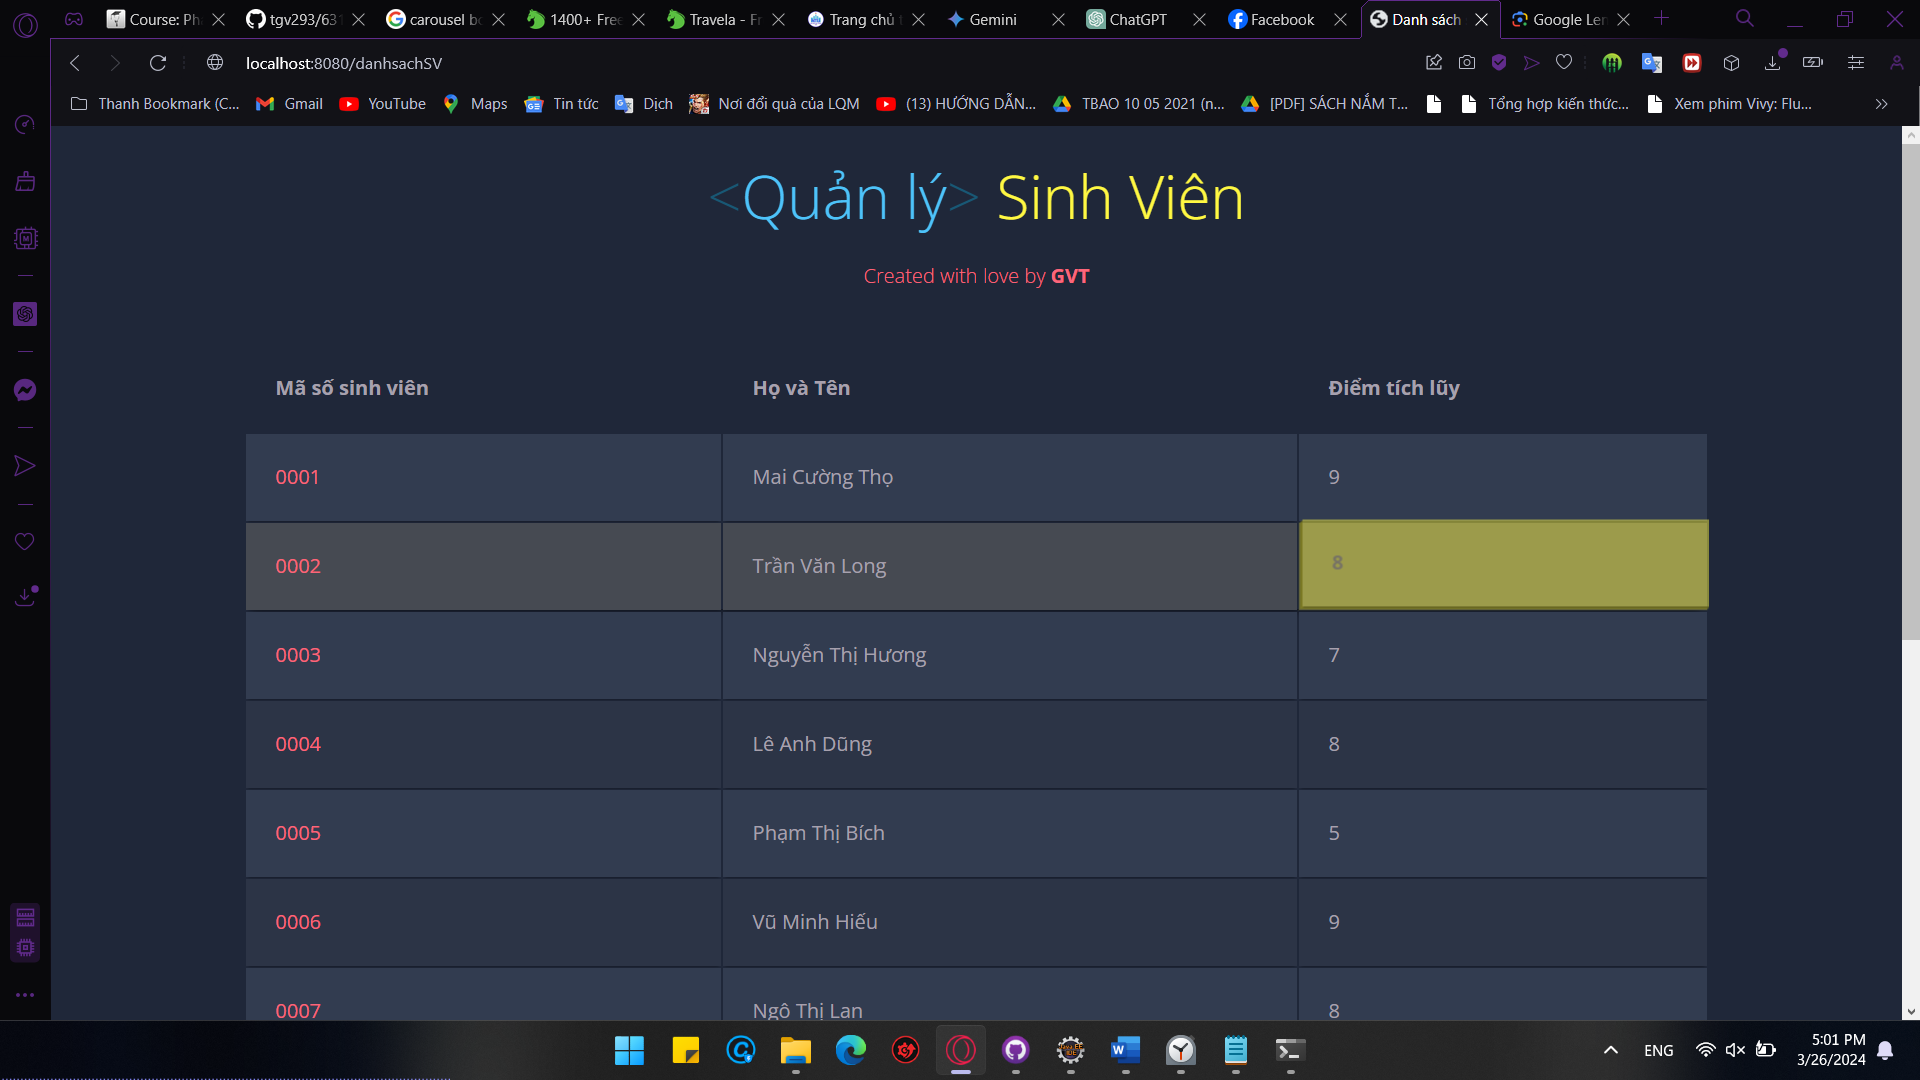 Course: Ph
tgv293/631
carousel b
1400+ Free
Travela - Fr
Trang chủ t
Gemini
ChatGPT
Facebook
Danh sách
Google Len
localhost:8080/danhsachSV
Thanh Bookmark (C...
Gmail
YouTube
Maps
Tin tức
Dịch
Nơi đổi quà của LQM
(13) HƯỚNG DẪN...
TBAO 10 05 2021 (n...
[PDF] SÁCH NẮM T...
Tổng hợp kiến thức...
Xem phim Vivy: Flu...
<Quản lý> Sinh Viên
Created with love by GVT
Mã số sinh viên Họ và Tên Điểm tích lũy
0001 Mai Cường Thọ 9
0002 Trần Văn Long 8
0003 Nguyễn Thị Hương 7
0004 Lê Anh Dũng 8
0005 Phạm Thị Bích 5
0006 Vũ Minh Hiếu 9
0007 Ngô Thị Lan 8
ENG
5:01 PM
3/26/2024